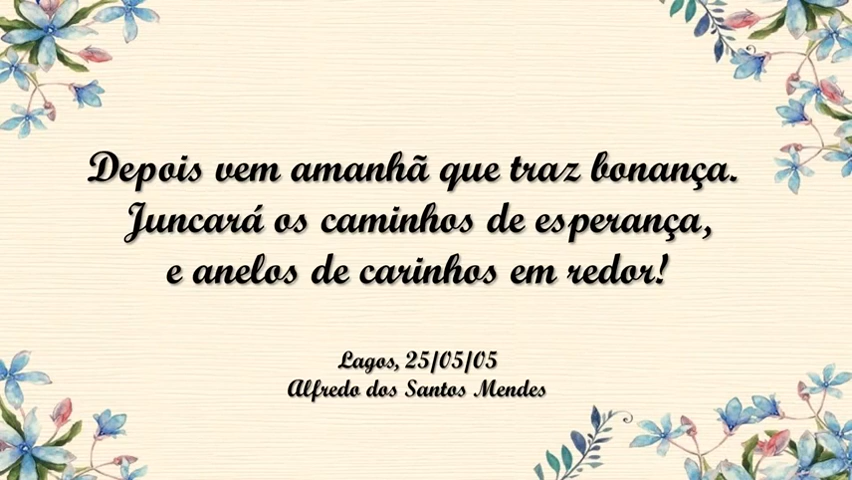 Depois vem amanhã que traz bonança.
Juncará os caminhos de esperança,
e anelos de carinhos em redor!
Lagos, 25/05/05
Alfredo dos Santos Mendes